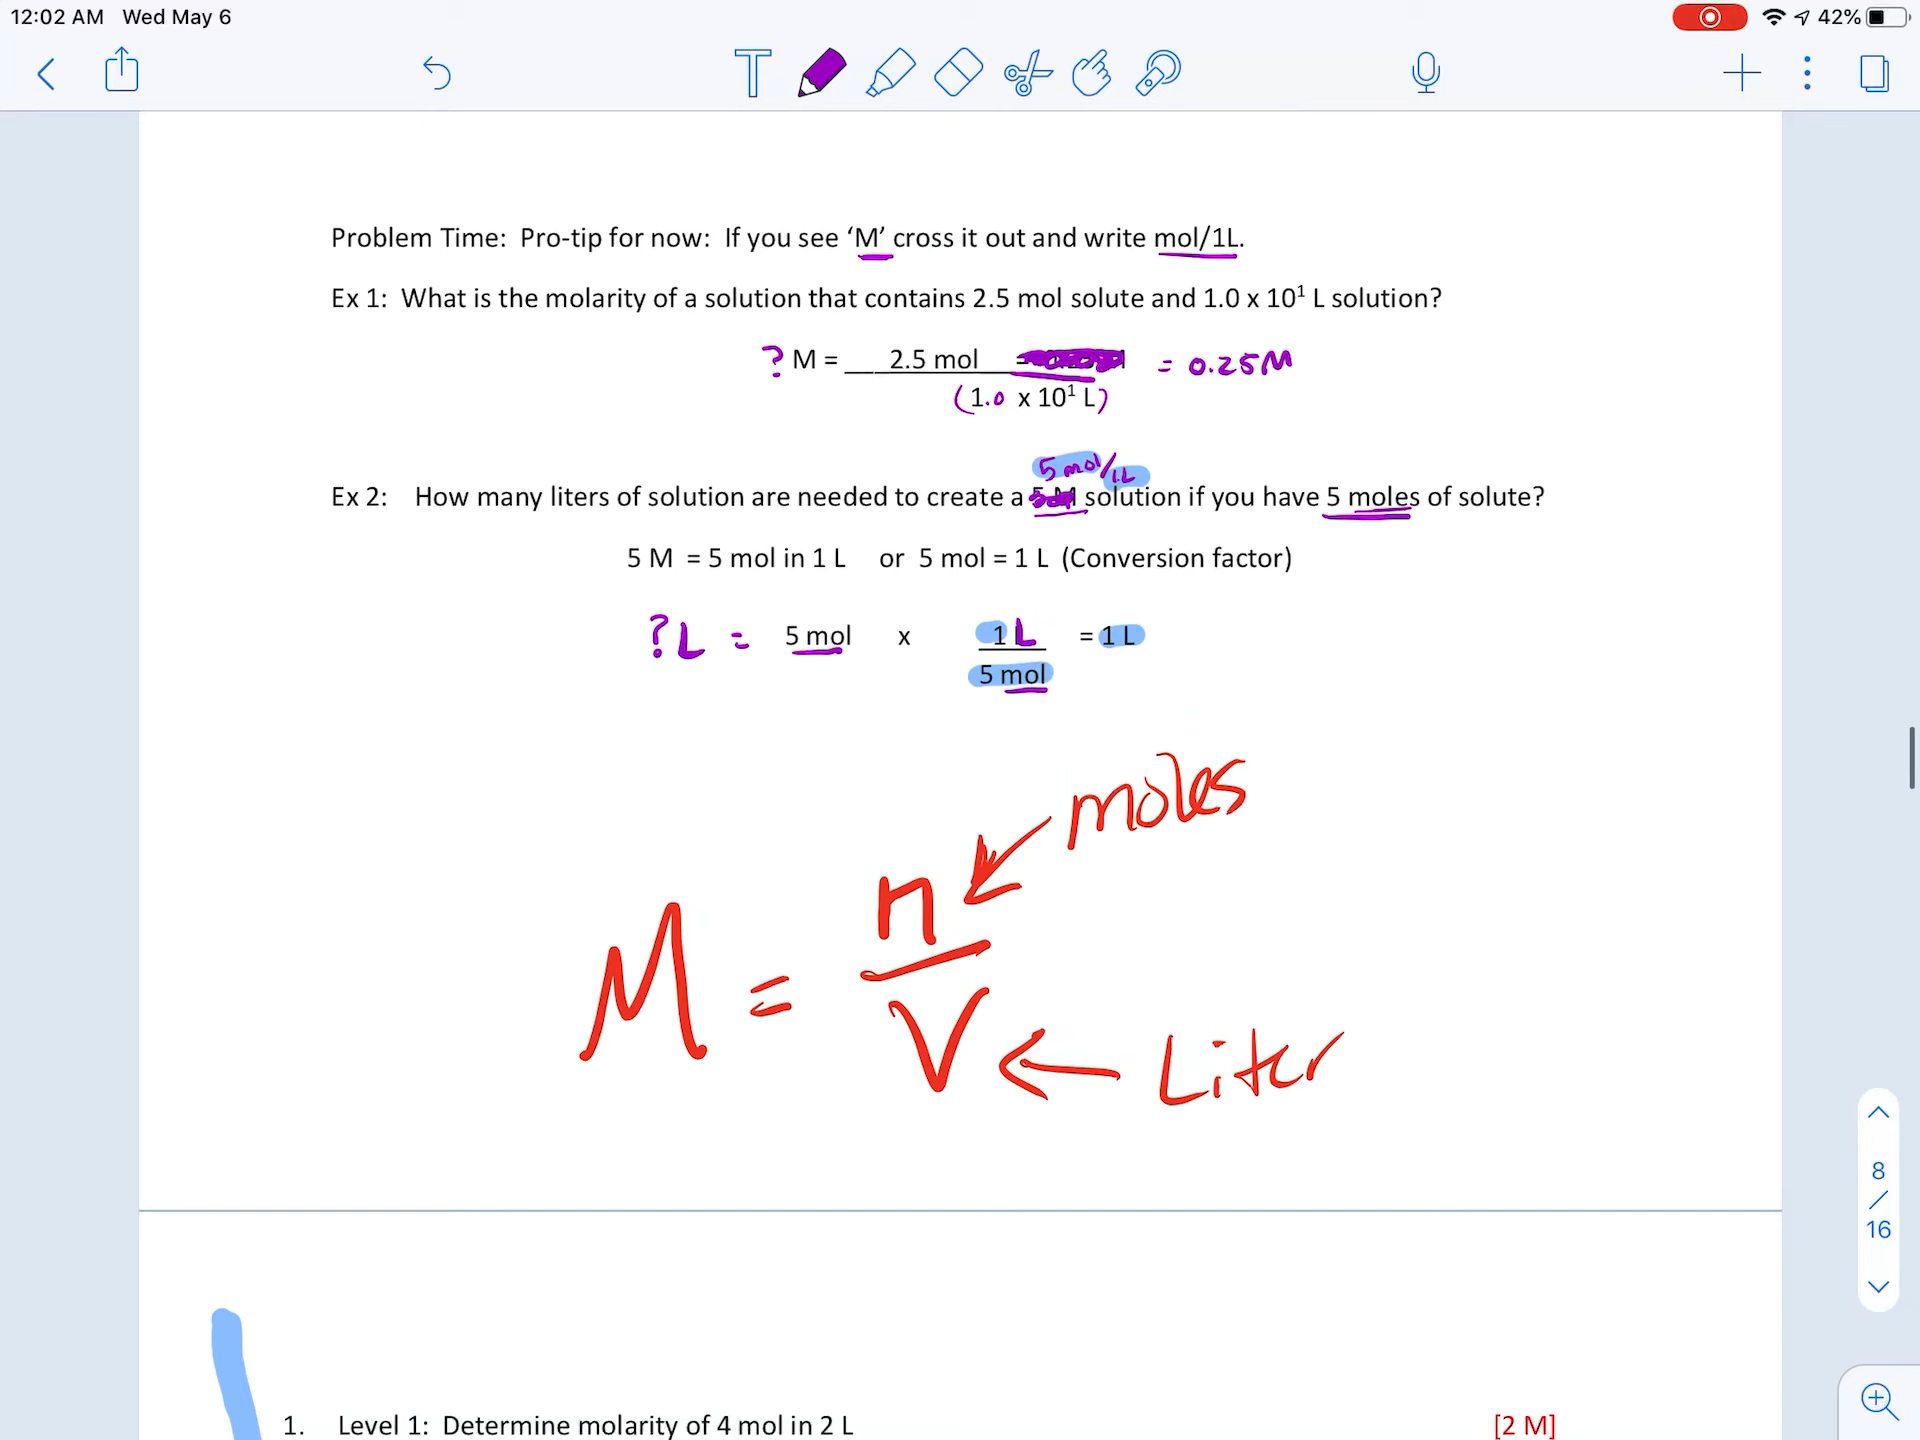 12:02 AM Wed May 6 42%
Problem Time: Pro-tip for now: If you see ‘M’ cross it out and write mol/1L.
Ex 1: What is the molarity of a solution that contains 2.5 mol solute and 1.0 x 10¹ L solution?
? M = 2.5 mol = 0.25M
(1.0 x 10¹ L)
5 mol/1L
Ex 2: How many liters of solution are needed to create a solution if you have 5 moles of solute?
5 M = 5 mol in 1 L or 5 mol = 1 L (Conversion factor)
? L = 5 mol x 1 L = 1 L
5 mol
moles
M = n
V ← Liter
8
/
16
1. Level 1: Determine molarity of 4 mol in 2 L [2 M]